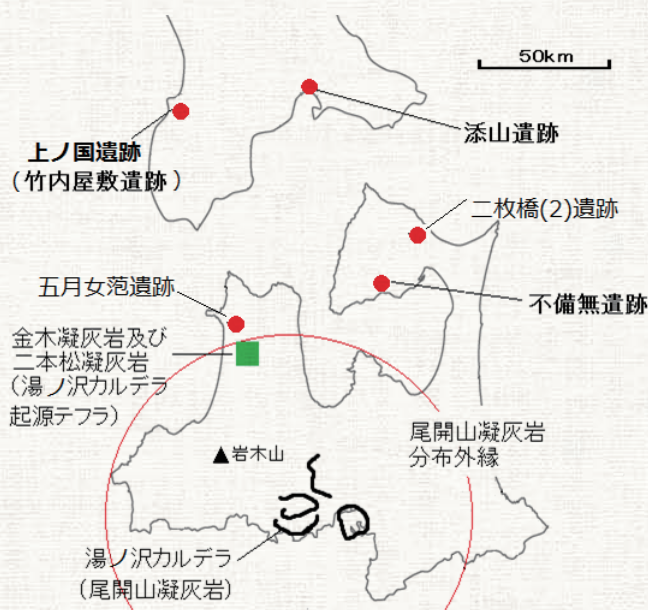 50km
添山遺跡
上ノ国遺跡
(竹内屋敷遺跡)
二枚橋(2)遺跡
五月女萢遺跡
不備無遺跡
金木凝灰岩及び
二本松凝灰岩
(湯ノ沢カルデラ
起源テフラ)
尾開山凝灰岩
分布外縁
▲岩木山
湯ノ沢カルデラ
(尾開山凝灰岩)